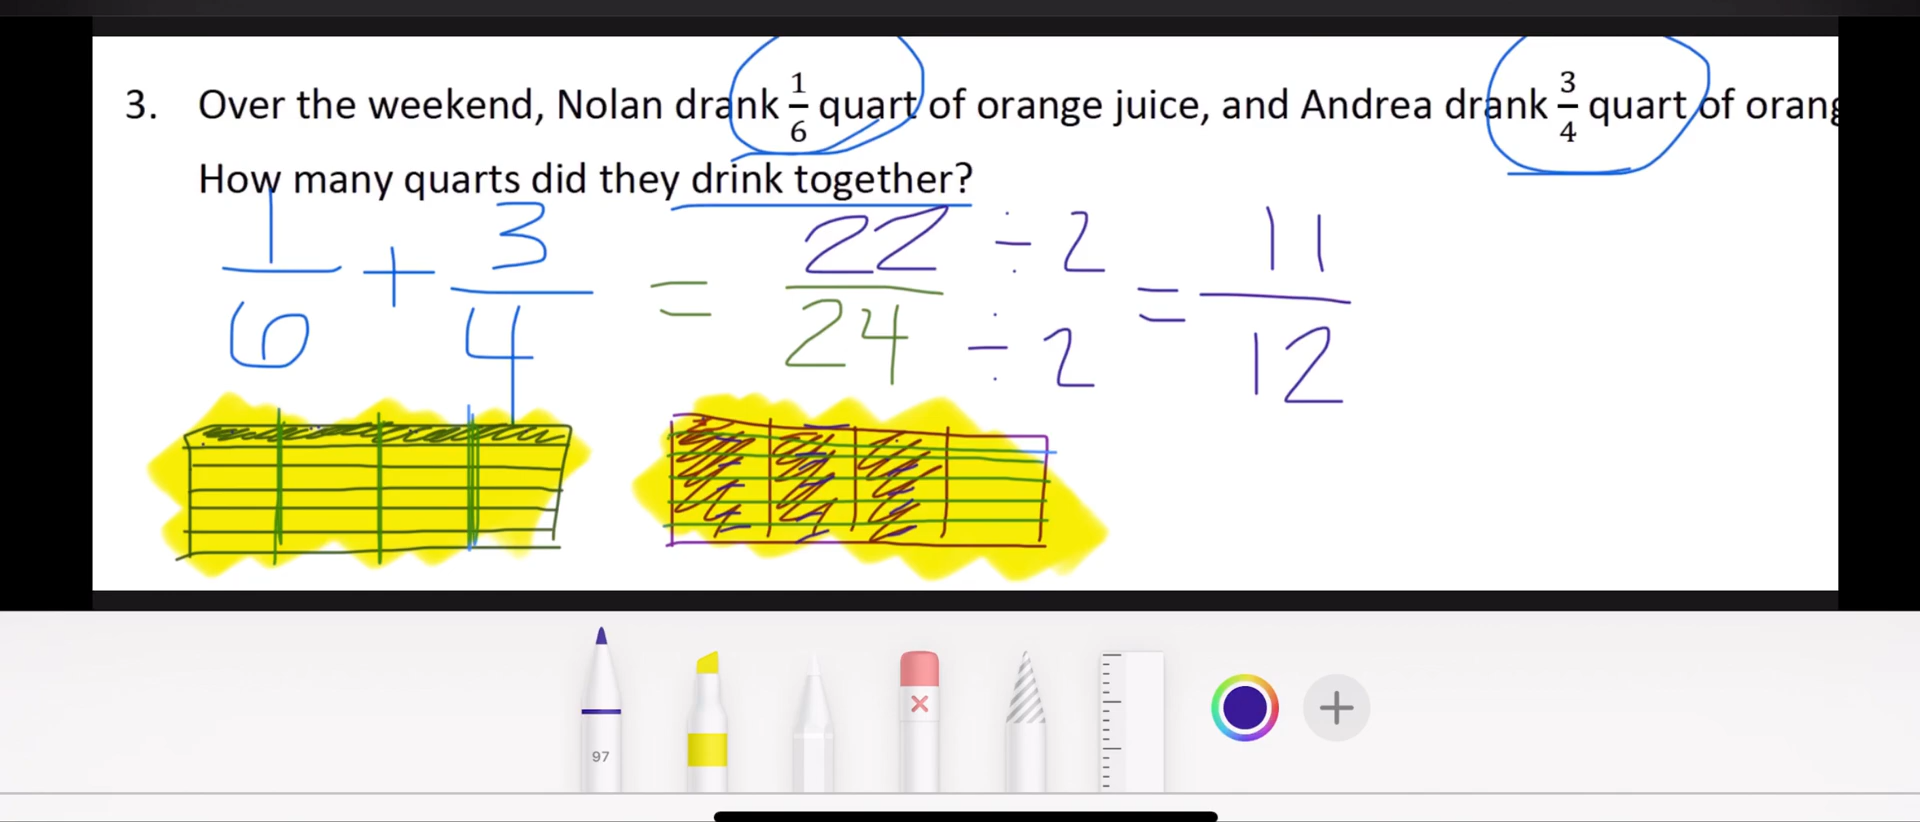 3. Over the weekend, Nolan drank 1/6 quart of orange juice, and Andrea drank 3/4 quart of orang
How many quarts did they drink together?
1/6 + 3/4 = 22/24 ÷ 2/÷ 2 = 11/12
97